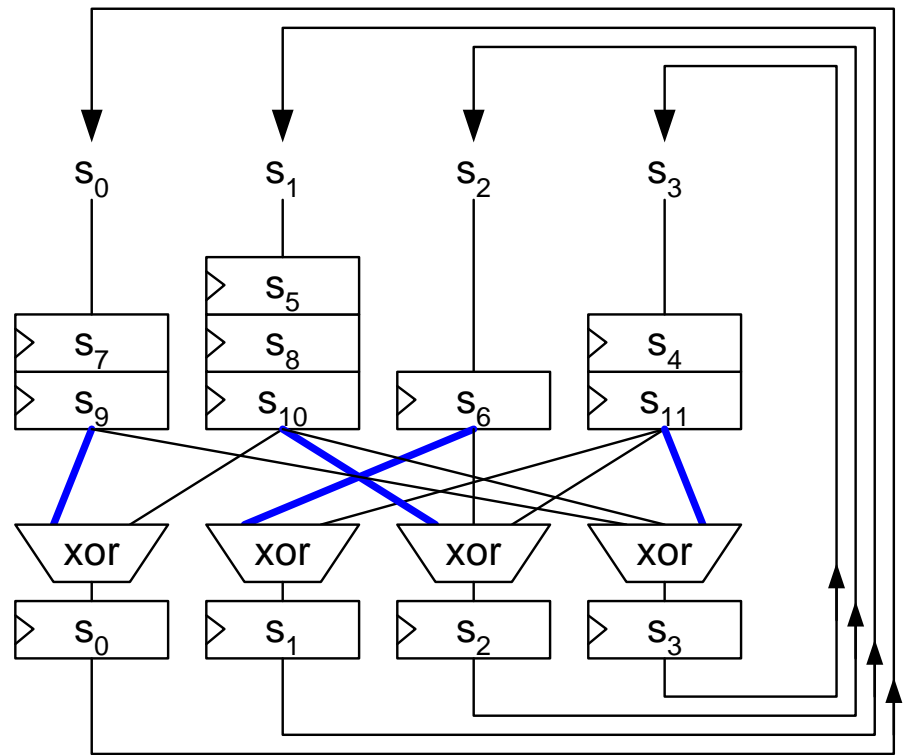 s0 s1 s2 s3
s5
s7 s8 s4
s9 s10 s6 s11
xor xor xor xor
s0 s1 s2 s3